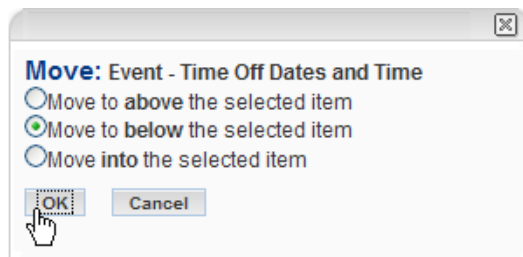 Move: Event - Time Off Dates and Time
Move to above the selected item
Move to below the selected item
Move into the selected item
OK Cancel